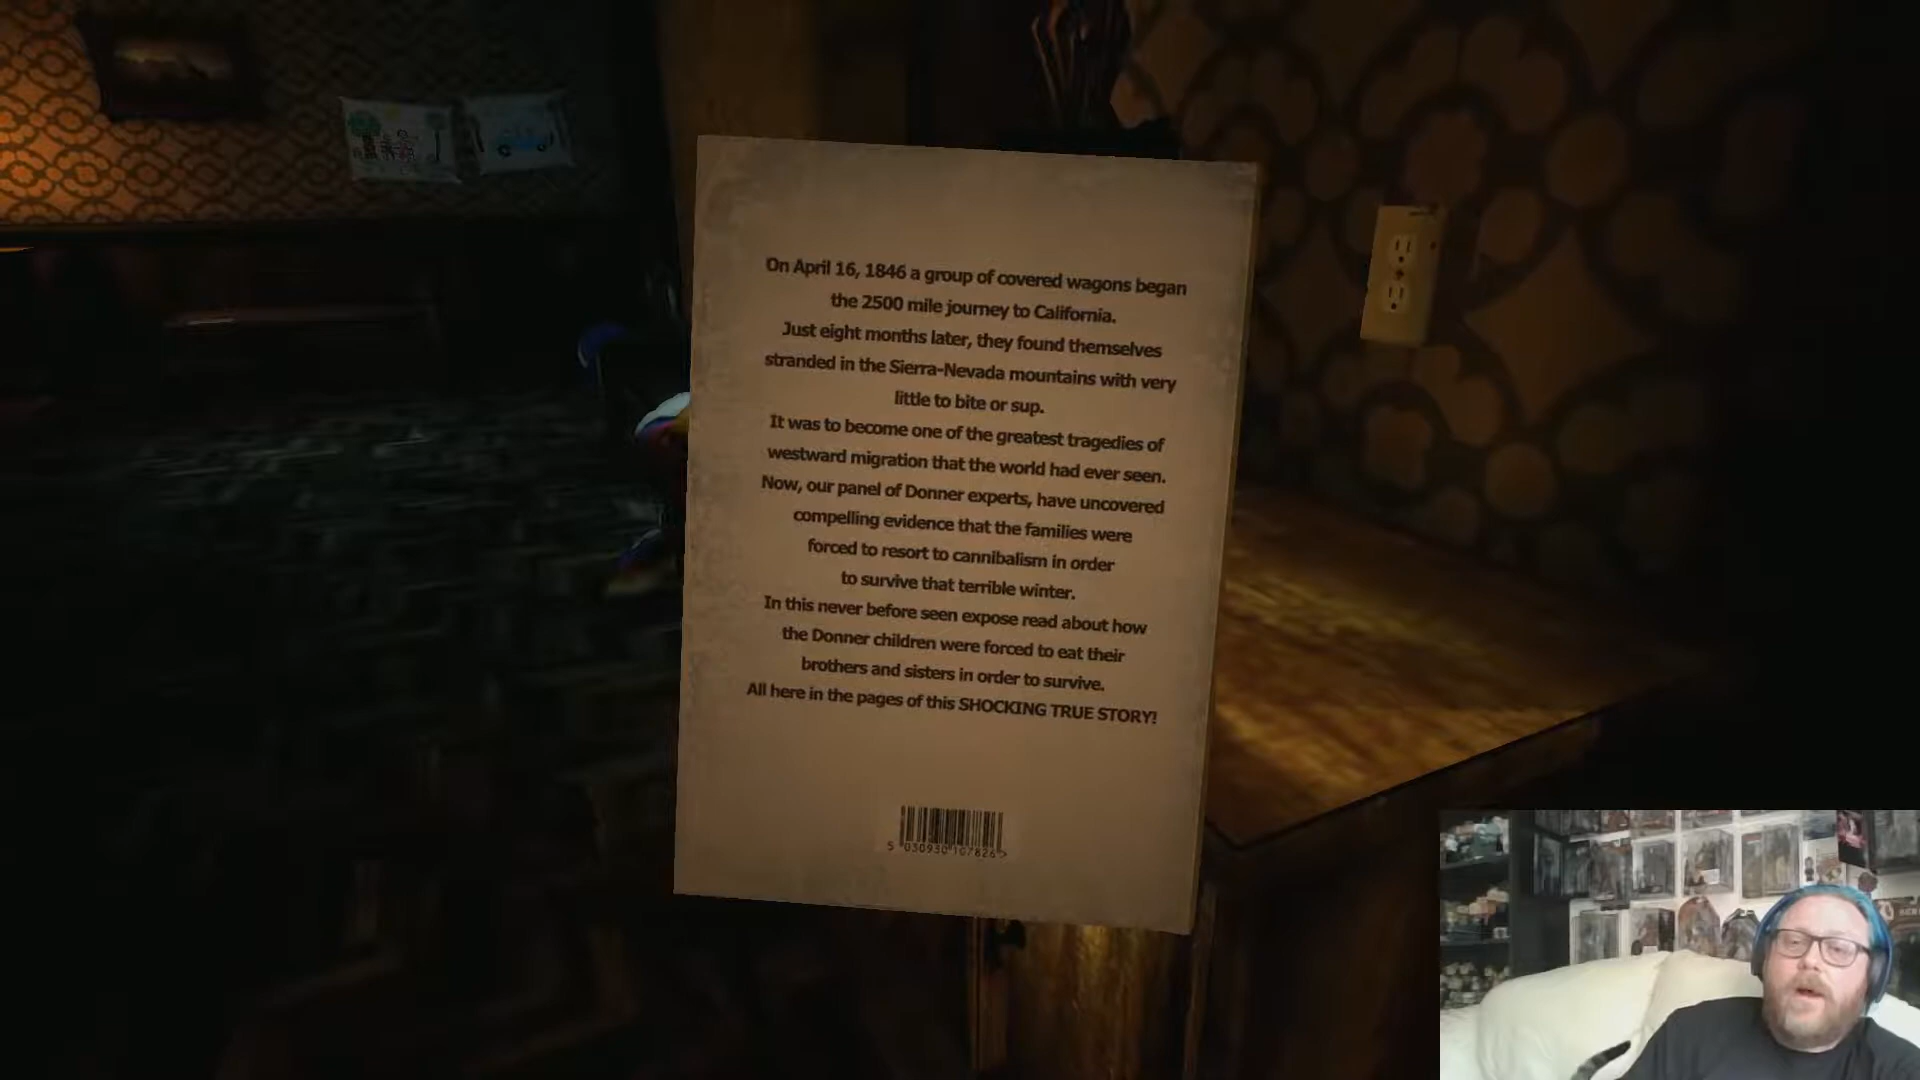 On April 16, 1846 a group of covered wagons began
the 2500 mile journey to California.
Just eight months later, they found themselves
stranded in the Sierra-Nevada mountains with very
little to bite or sup.
It was to become one of the greatest tragedies of
westward migration that the world had ever seen.
Now, our panel of Donner experts, have uncovered
compelling evidence that the families were
forced to resort to cannibalism in order
to survive that terrible winter.
In this never before seen expose read about how
the Donner children were forced to eat their
brothers and sisters in order to survive.
All here in the pages of this SHOCKING TRUE STORY!
5 030930 107826>